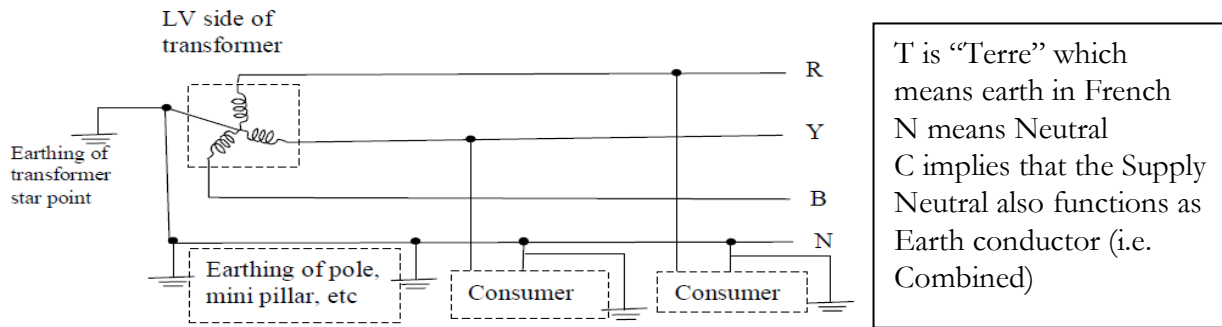 LV side of
transformer
R
Y
B
N
Earthing of
transformer
star point
Earthing of pole,
mini pillar, etc
Consumer
Consumer
T is “Terre” which
means earth in French
N means Neutral
C implies that the Supply
Neutral also functions as
Earth conductor (i.e.
Combined)